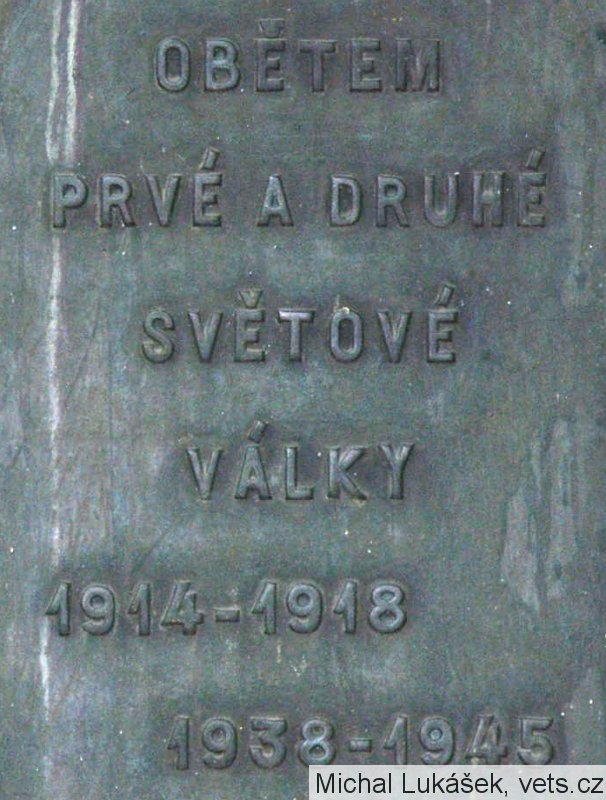 OBĚTEM
PRVÉ A DRUHÉ
SVĚTOVÉ
VÁLKY
1914-1918
1938-1945
Michal Lukášek, vets.cz